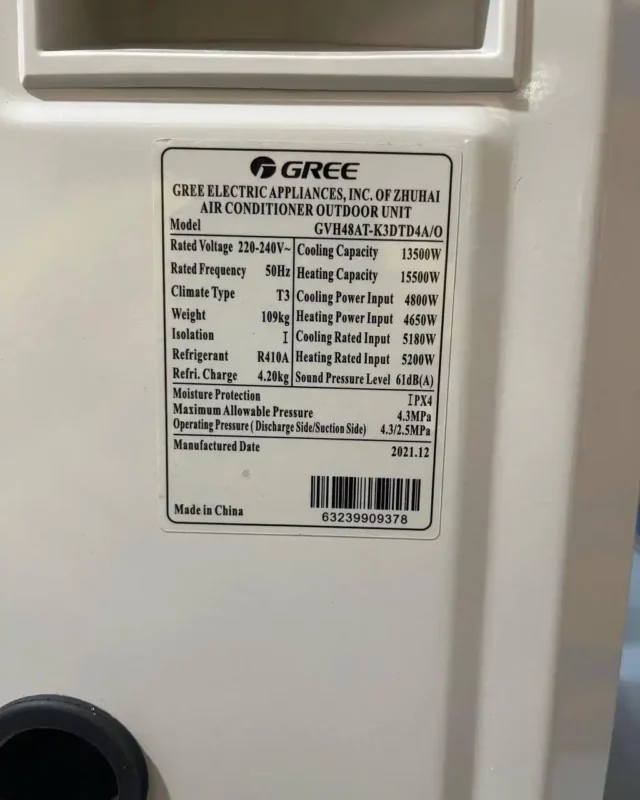 GREE
GREE ELECTRIC APPLIANCES, INC. OF ZHUHAI
AIR CONDITIONER OUTDOOR UNIT
Model GVH48AT-K3DTD4A/O
Rated Voltage 220-240V~ Cooling Capacity 13500W
Rated Frequency 50Hz Heating Capacity 15500W
Climate Type T3 Cooling Power Input 4800W
Weight 109kg Heating Power Input 4650W
Isolation I Cooling Rated Input 5180W
Refrigerant R410A Heating Rated Input 5200W
Refri. Charge 4.20kg Sound Pressure Level 61dB(A)
Moisture Protection IPX4
Maximum Allowable Pressure 4.3MPa
Operating Pressure ( Discharge Side/Suction Side) 4.3/2.5MPa
Manufactured Date 2021.12
Made in China
63239909378